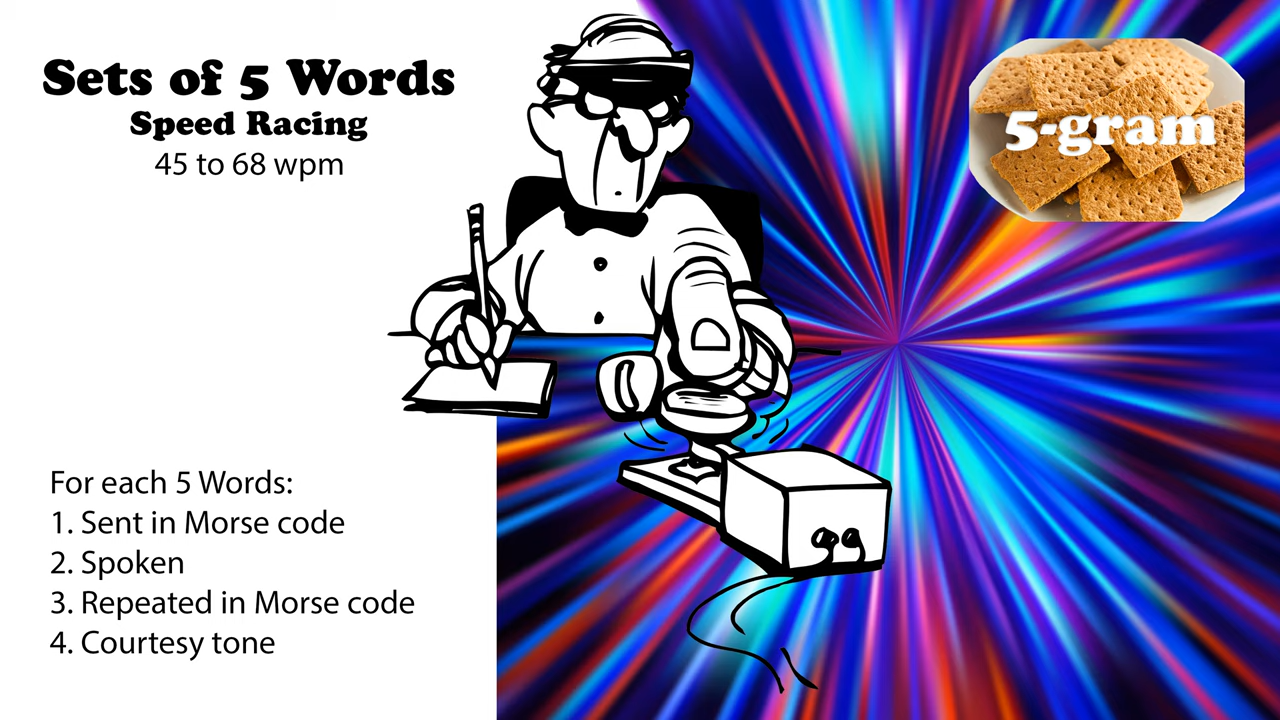 Sets of 5 Words
Speed Racing
45 to 68 wpm
5-gram
For each 5 Words:
1. Sent in Morse code
2. Spoken
3. Repeated in Morse code
4. Courtesy tone